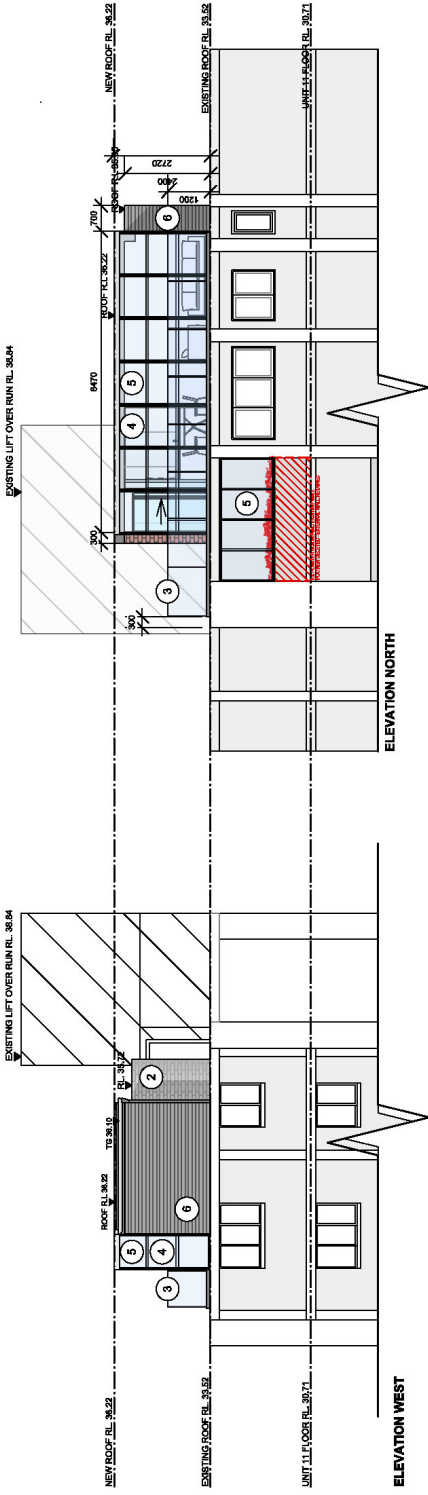 EXISTING LIFT OVER RUN RL. 38.84
NEW ROOF RL. 36.22
ROOF R.L 36.22
TG 36.10
RL. 35.72
5
4
3
6
2
EXISTING ROOF RL. 33.52
UNIT 11 FLOOR RL. 30.71
ELEVATION WEST
EXISTING LIFT OVER RUN RL. 38.84
300
8470
700
ROOF R.L 36.22
ROOF R.L
NEW ROOF RL. 36.22
300
3
4
5
6
1200
2400
2720
EXISTING ROOF RL. 33.52
5
UNIT 11 FLOOR RL. 30.71
ELEVATION NORTH